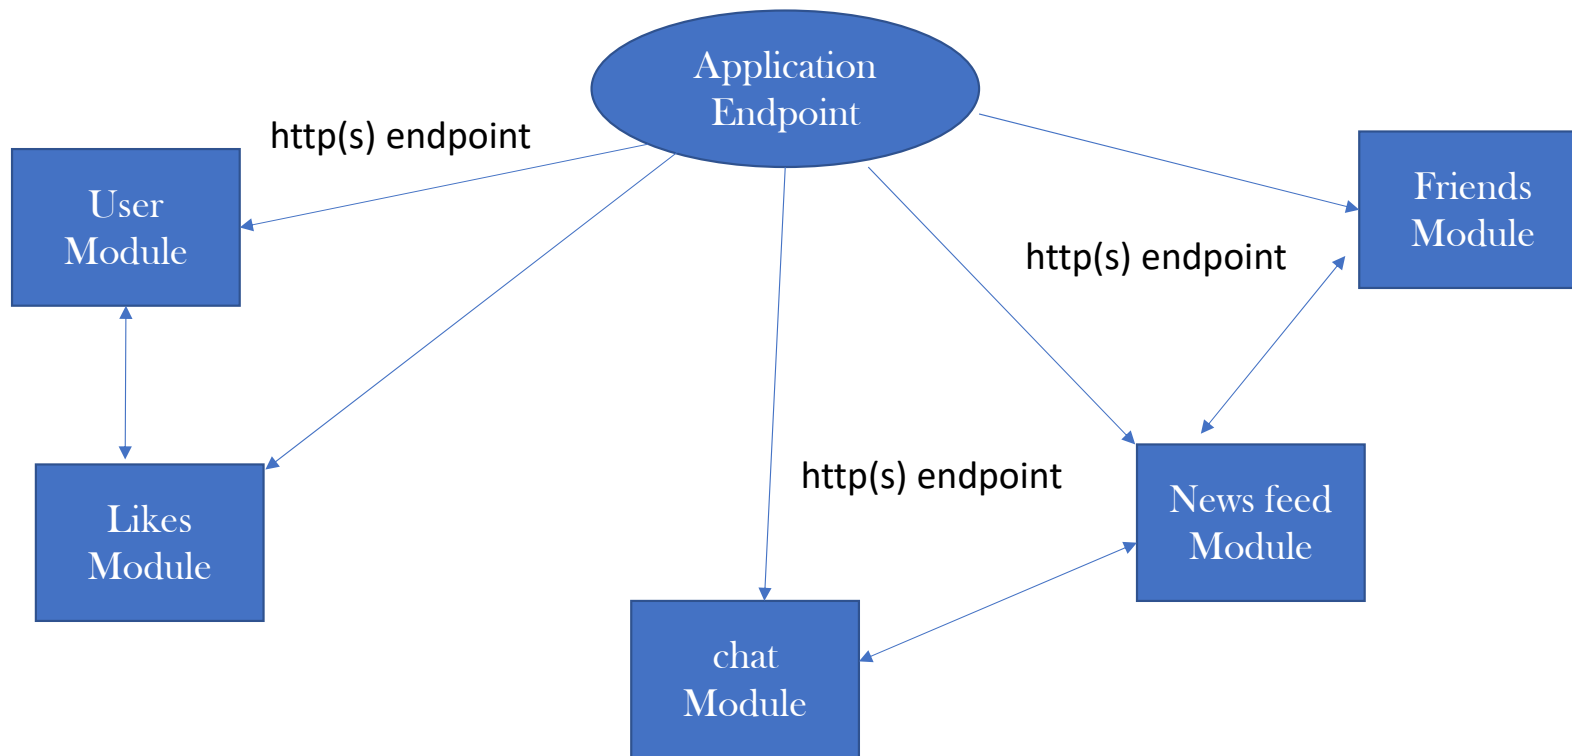 Application
Endpoint
http(s) endpoint
User
Module
Friends
Module
http(s) endpoint
http(s) endpoint
Likes
Module
News feed
Module
chat
Module